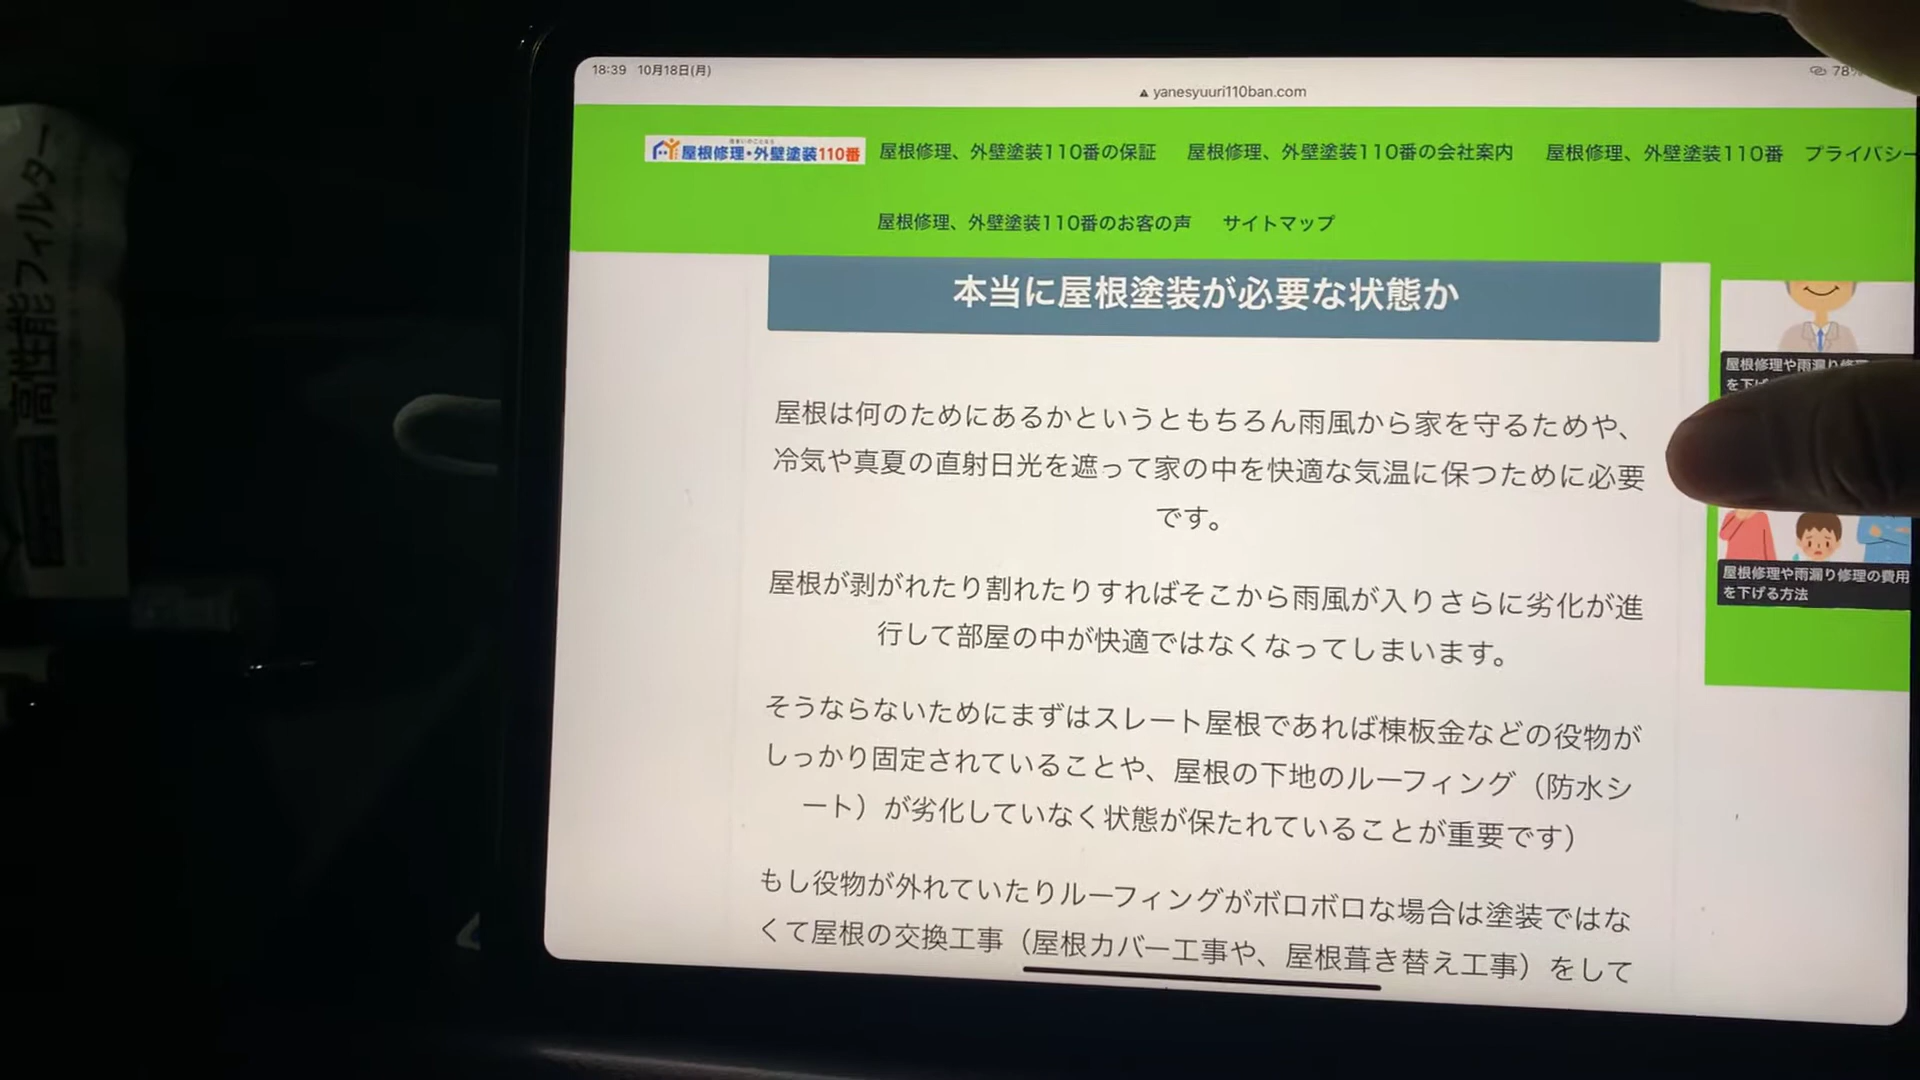 高性能フィルター
18:39 10月18日(月)
78%
yanesyuuri110ban.com
屋根修理・外壁塗装110番
屋根修理、外壁塗装110番の保証
屋根修理、外壁塗装110番の会社案内
屋根修理、外壁塗装110番
プライバシー
屋根修理、外壁塗装110番のお客の声
サイトマップ
本当に屋根塗装が必要な状態か
屋根は何のためにあるかというともちろん雨風から家を守るためや、
冷気や真夏の直射日光を遮って家の中を快適な気温に保つために必要
です。
屋根が剥がれたり割れたりすればそこから雨風が入りさらに劣化が進
行して部屋の中が快適ではなくなってしまいます。
そうならないためにまずはスレート屋根であれば棟板金などの役物が
しっかり固定されていることや、屋根の下地のルーフィング（防水シ
ート）が劣化していなく状態が保たれていることが重要です）
もし役物が外れていたりルーフィングがボロボロな場合は塗装ではな
くて屋根の交換工事（屋根カバー工事や、屋根葺き替え工事）をして
屋根修理や雨漏り修理
を下げ
屋根修理や雨漏り修理の費用
を下げる方法